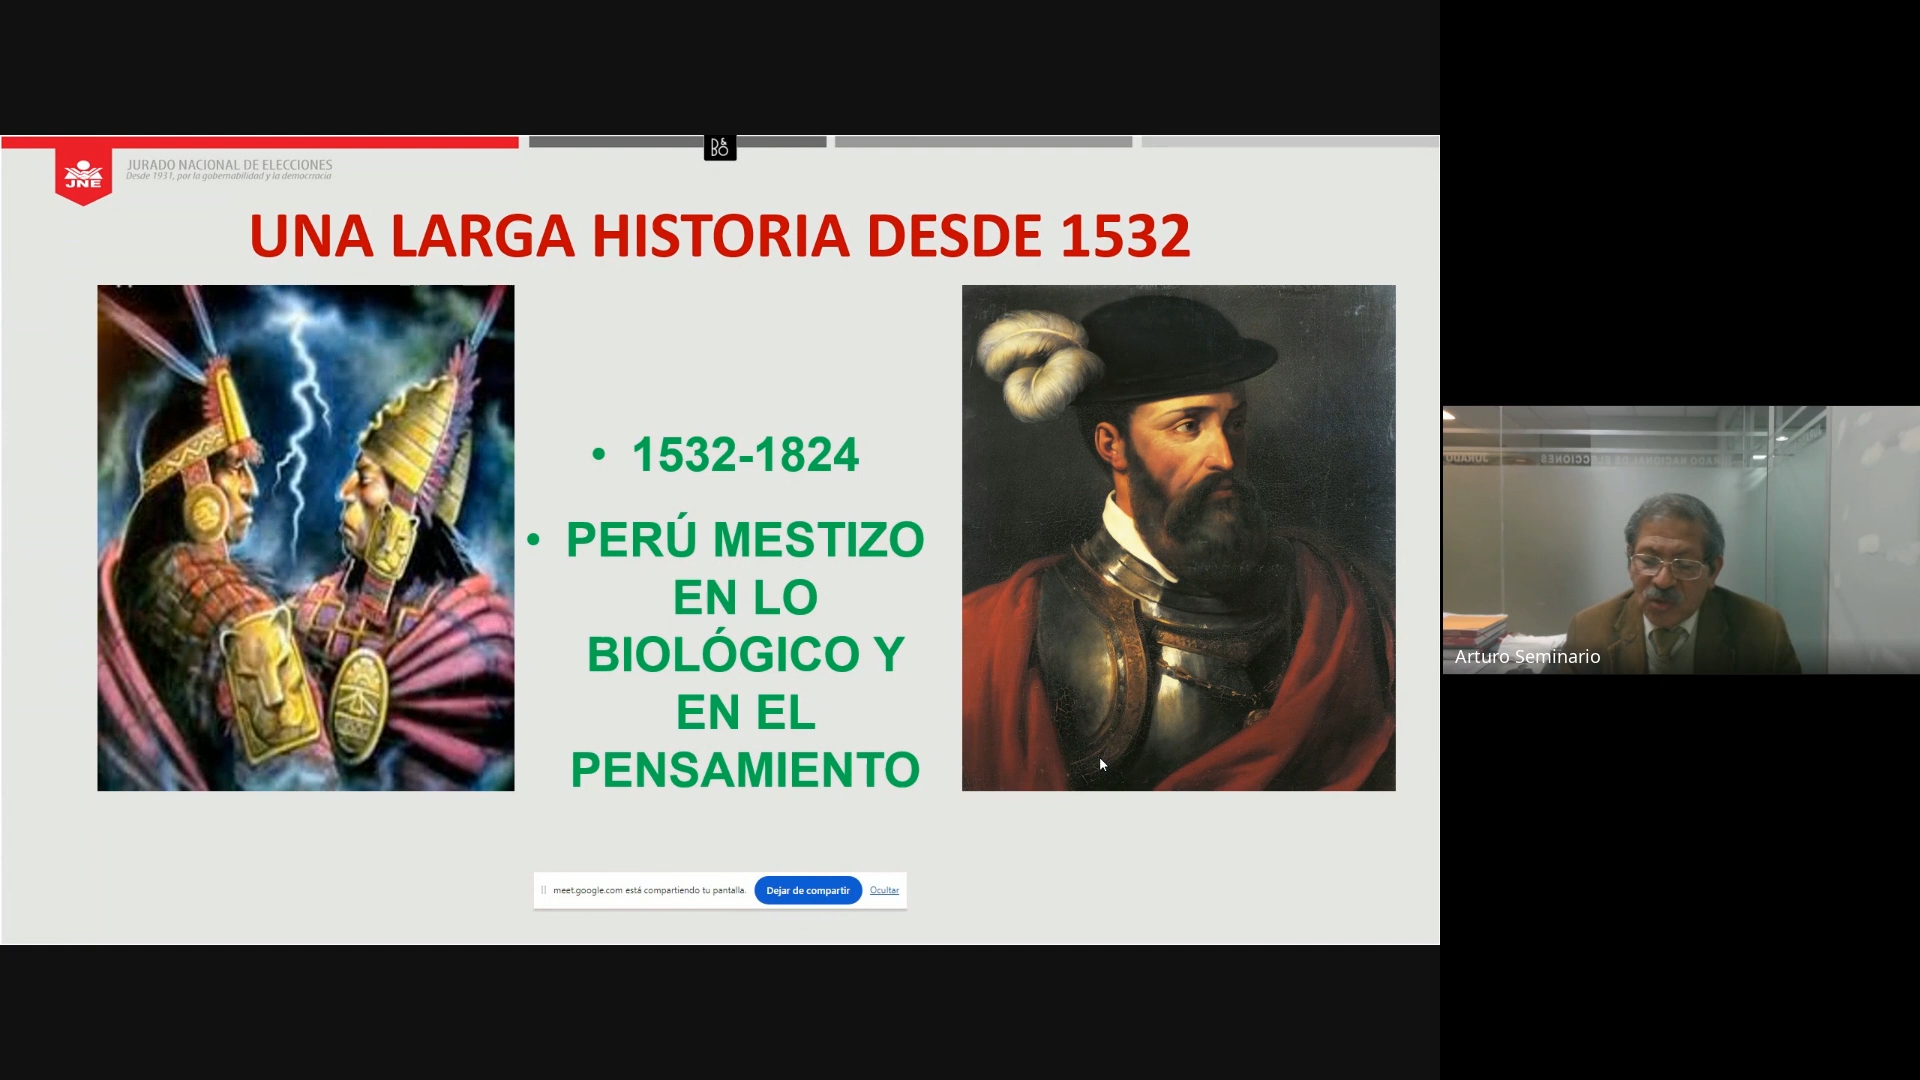 JURADO NACIONAL DE ELECCIONES
Desde 1931, por la gobernabilidad y la democrracia
JNE
B&O
UNA LARGA HISTORIA DESDE 1532
• 1532-1824
• PERÚ MESTIZO
EN LO
BIOLÓGICO Y
EN EL
PENSAMIENTO
meet.google.com está compartiendo tu pantalla.
Dejar de compartir
Ocultar
Arturo Seminario